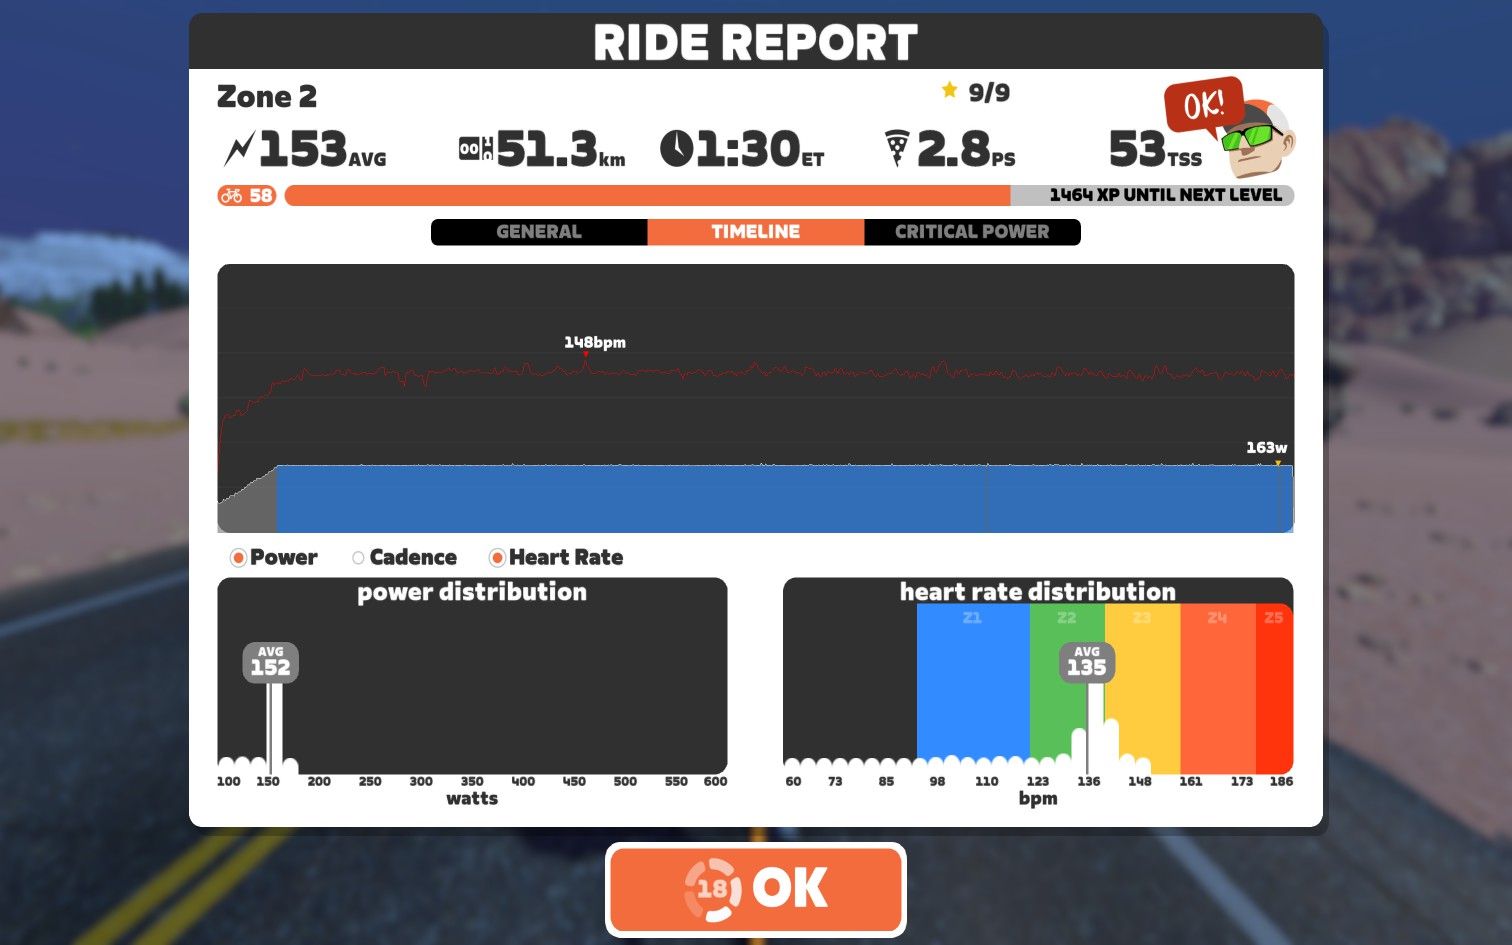 RIDE REPORT
Zone 2
9/9
OK!
153AVG
51.3km
1:30ET
2.8PS
53TSS
58
1464 XP UNTIL NEXT LEVEL
GENERAL
TIMELINE
CRITICAL POWER
148bpm
163w
Power
Cadence
Heart Rate
power distribution
AVG
152
100 150 200 250 300 350 400 450 500 550 600
watts
heart rate distribution
Z1 Z2 Z3 Z4 Z5
AVG
135
60 73 85 98 110 123 136 148 161 173 186
bpm
18 OK